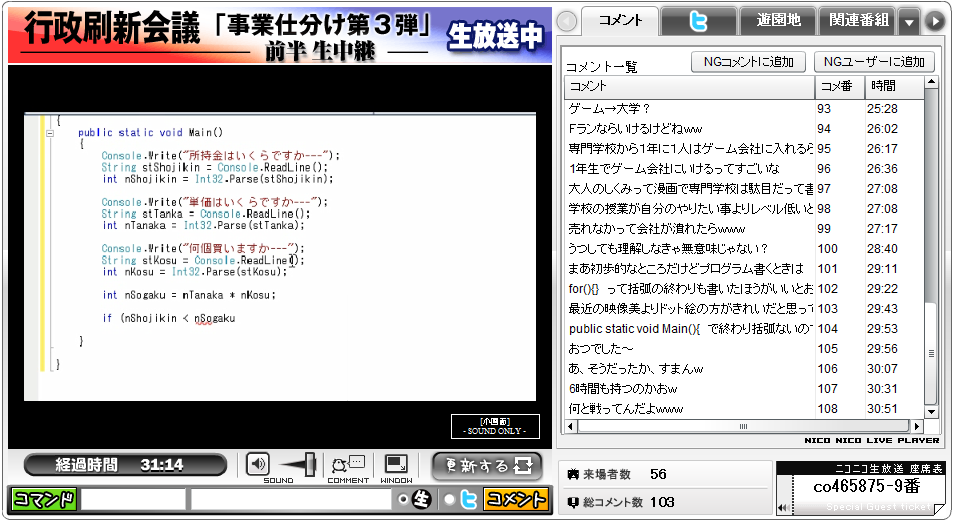 行政刷新会議「事業仕分け第3弾」
前半 生中継
生放送中
{
public static void Main()
{
Console.Write("所持金はいくらですか---");
String stShojikin = Console.ReadLine();
int nShojikin = Int32.Parse(stShojikin);
Console.Write("単価はいくらですか---");
String stTanka = Console.ReadLine();
int nTanaka = Int32.Parse(stTanka);
Console.Write("何個買いますか---");
String stKosu = Console.ReadLine();
int nKosu = Int32.Parse(stKosu);
int nSogaku = nTanaka * nKosu;
if (nShojikin < nSogaku
}
}
[小画面]
- SOUND ONLY -
経過時間 31:14
SOUND
COMMENT
WINDOW
更新する
コマンド
生
コメント
コメント
遊園地
関連番組
コメント一覧
NGコメントに追加
NGユーザーに追加
コメント コメ番 時間
ゲーム→大学？ 93 25:28
Fランならいけるけどねww 94 26:02
専門学校から1年に1人はゲーム会社に入れるら 95 26:17
1年生でゲーム会社にいけるってすごいな 96 26:36
大人のしくみって漫画で専門学校は駄目だって書 97 27:08
学校の授業が自分のやりたい事よりレベル低いと 98 27:08
売れなかって会社が潰れたらwww 99 27:17
うつしても理解しなきゃ無意味じゃない？ 100 28:40
まあ初歩的なところだけどプログラム書くときは 101 29:11
for(){} って括弧の終わりも書いたほうがいいとお 102 29:22
最近の映像美よりドット絵の方がきれいだと思っ 103 29:43
public static void Main(){ で終わり括弧ないので 104 29:53
おつでした～ 105 29:56
あ、そうだったか、すまんw 106 30:07
6時間も持つのかおw 107 30:31
何と戦ってんだよwww 108 30:51
NICO NICO LIVE PLAYER
来場者数 56
総コメント数 103
ニコニコ生放送 座席表
co465875-9番
Special Guest ticket